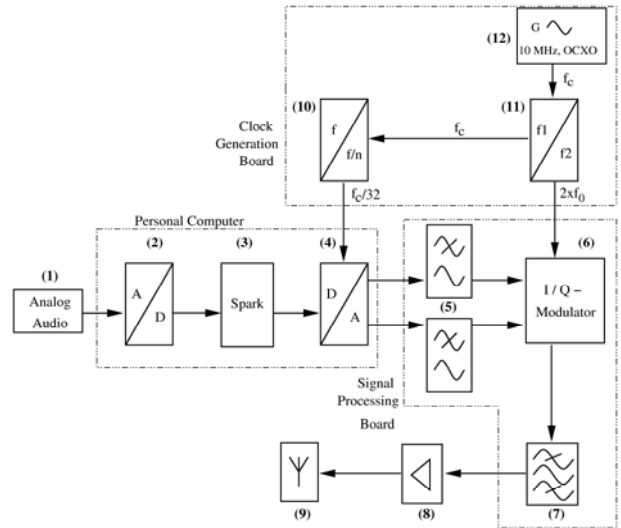 G
(12)
10 MHz, OCXO
f_c
(10)
(11)
Clock
Generation
Board
f
f/n
f_c
f1
f2
f_c/32
2xf_0
Personal Computer
(1)
(2)
(3)
(4)
(6)
Analog
Audio
A
D
Spark
D
A
(5)
I / Q –
Modulator
Signal
Processing
Board
(9)
(8)
(7)